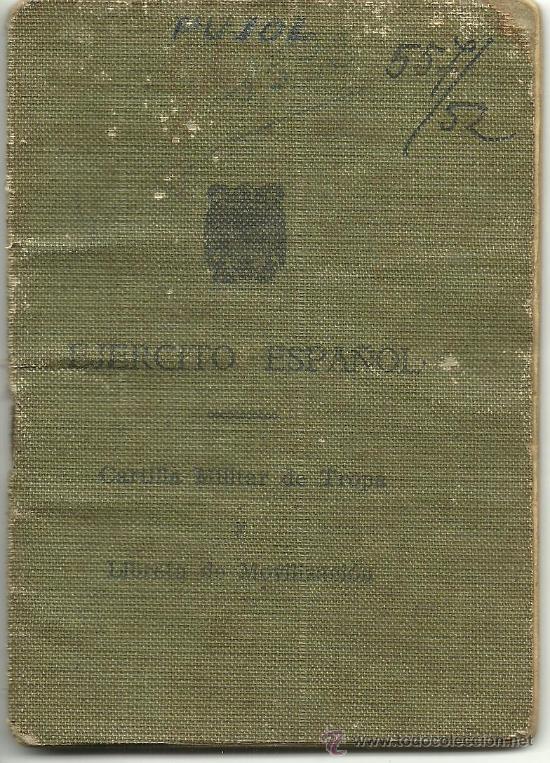 PUJOL
55
/52
EJERCITO ESPAÑOL
Cartilla Militar de Tropa
Y
Libreta de Movilización
www.todocoleccion.net